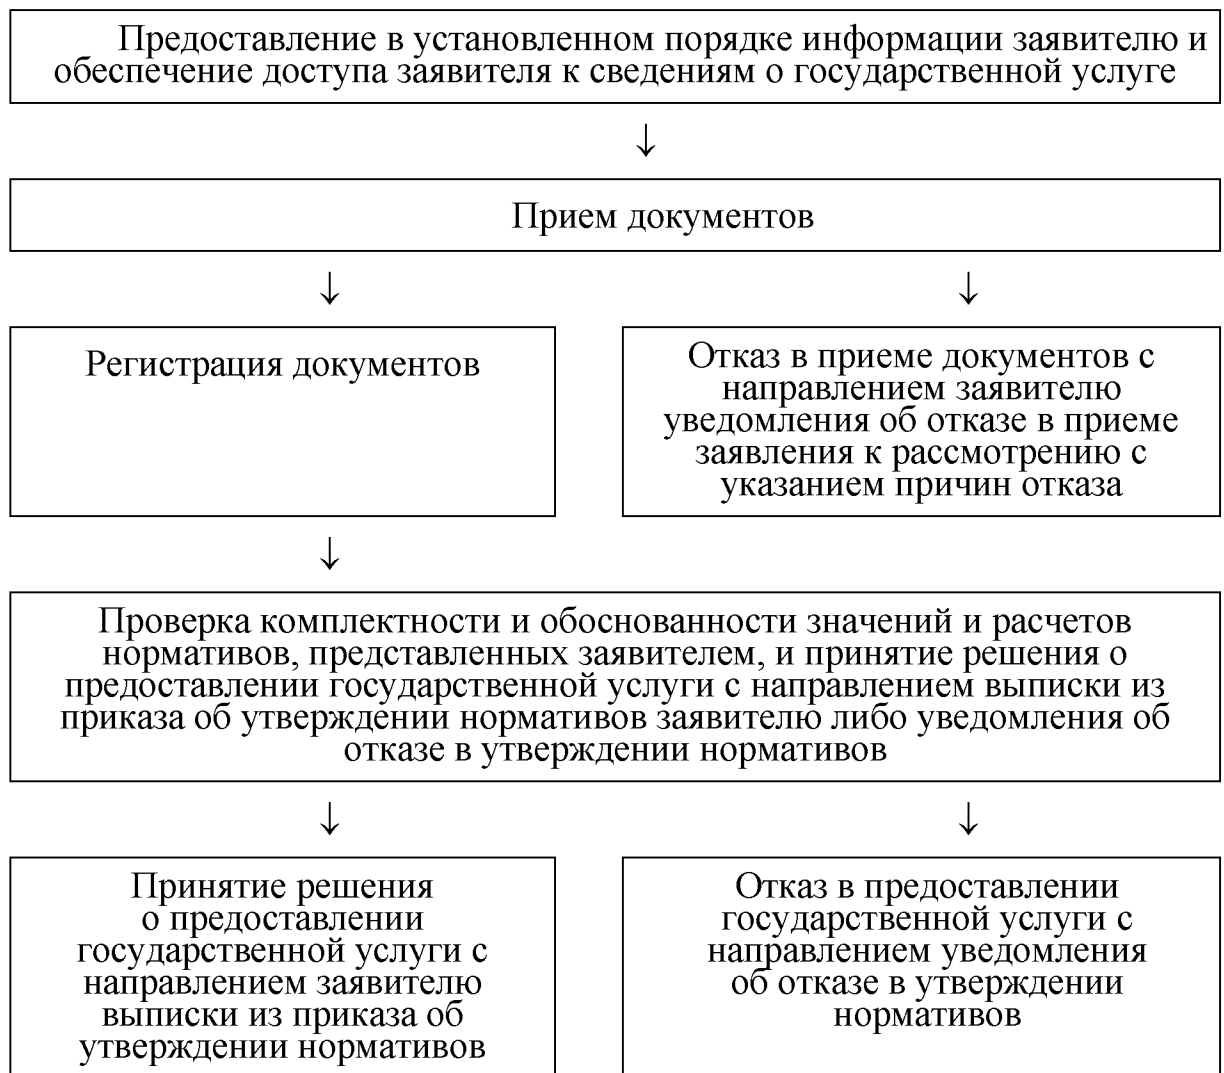 Предоставление в установленном порядке информации заявителю и
обеспечение доступа заявителя к сведениям о государственной услуге
↓
Прием документов
↓ ↓
Регистрация документов
Отказ в приеме документов с
направлением заявителю
уведомления об отказе в приеме
заявления к рассмотрению с
указанием причин отказа
↓
Проверка комплектности и обоснованности значений и расчетов
нормативов, представленных заявителем, и принятие решения о
предоставлении государственной услуги с направлением выписки из
приказа об утверждении нормативов заявителю либо уведомления об
отказе в утверждении нормативов
↓ ↓
Принятие решения
о предоставлении
государственной услуги с
направлением заявителю
выписки из приказа об
утверждении нормативов
Отказ в предоставлении
государственной услуги с
направлением уведомления
об отказе в утверждении
нормативов